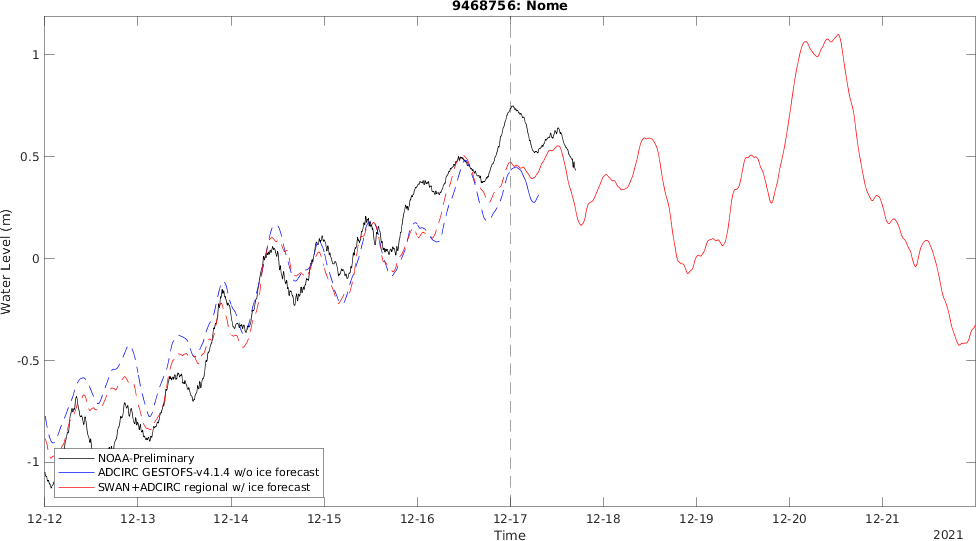 9468756: Nome
Water Level (m)
1
0.5
0
-0.5
-1
NOAA-Preliminary
ADCIRC GESTOFS-v4.1.4 w/o ice forecast
SWAN+ADCIRC regional w/ ice forecast
12-12 12-13 12-14 12-15 12-16 12-17 12-18 12-19 12-20 12-21
Time
2021